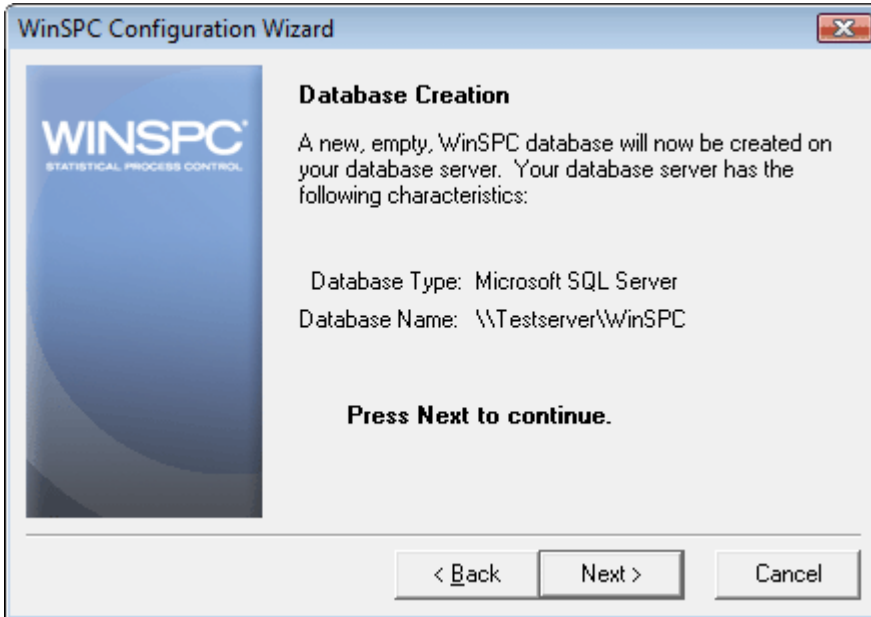 WinSPC Configuration Wizard
WINSPC®
STATISTICAL PROCESS CONTROL
Database Creation
A new, empty, WinSPC database will now be created on
your database server.  Your database server has the
following characteristics:
Database Type: Microsoft SQL Server
Database Name: \\Testserver\WinSPC
Press Next to continue.
< Back
Next >
Cancel